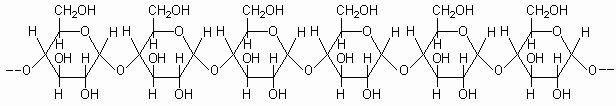 CH₂OH CH₂OH CH₂OH CH₂OH CH₂OH CH₂OH
H O H H O H H O H H O H H O H H O H
H H H H H H
OH H OH H OH H OH H OH H OH H
--O O O O O O O--
H OH H OH H OH H OH H OH H OH